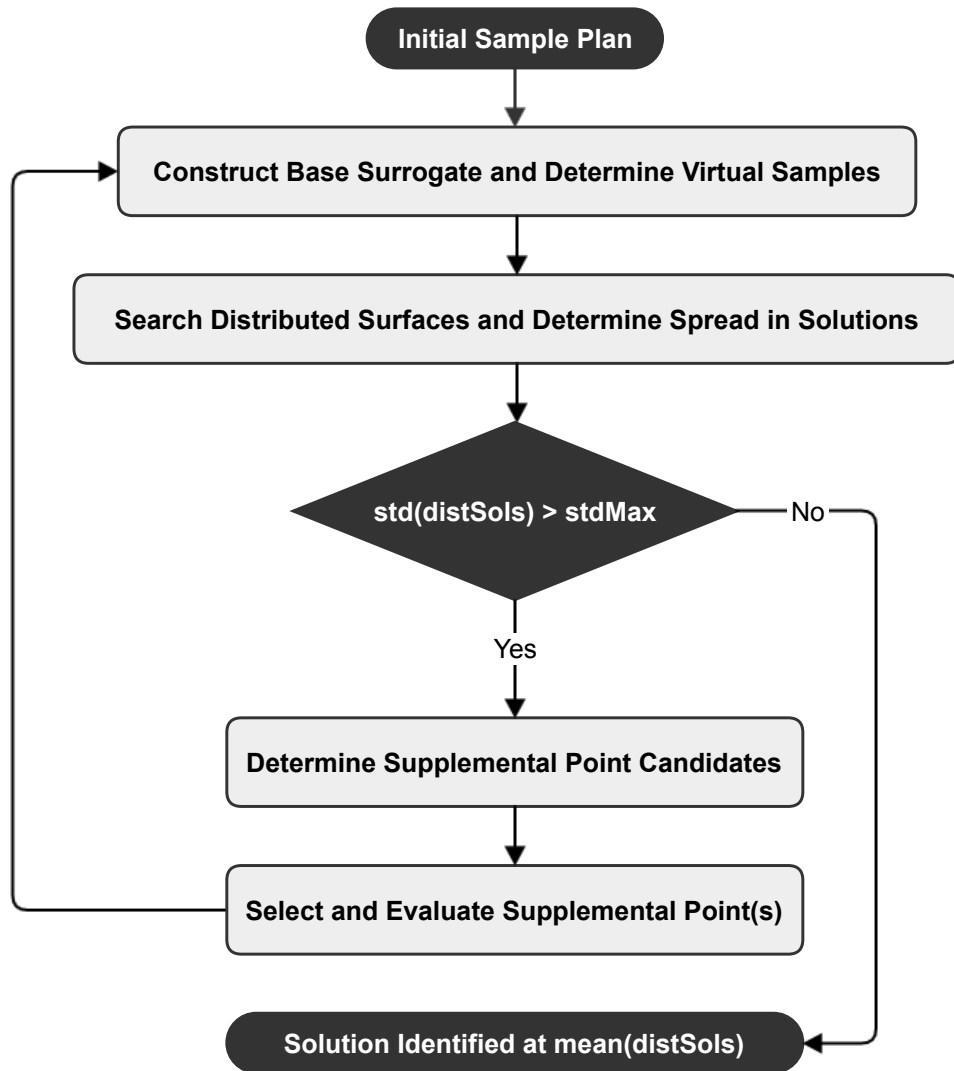 Initial Sample Plan
Construct Base Surrogate and Determine Virtual Samples
Search Distributed Surfaces and Determine Spread in Solutions
std(distSols) > stdMax
No
Yes
Determine Supplemental Point Candidates
Select and Evaluate Supplemental Point(s)
Solution Identified at mean(distSols)